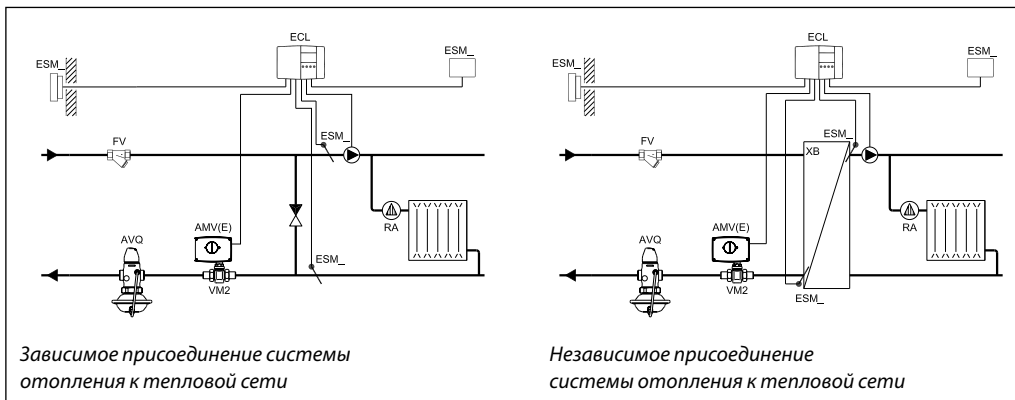 ECL
ESM_
ESM_
FV
ESM_
AMV(E)
AVQ
RA
ESM_
VM2
Зависимое присоединение системы
отопления к тепловой сети
ECL
ESM_
ESM_
FV
ESM_
XB
AMV(E)
AVQ
RA
VM2
ESM_
Независимое присоединение
системы отопления к тепловой сети